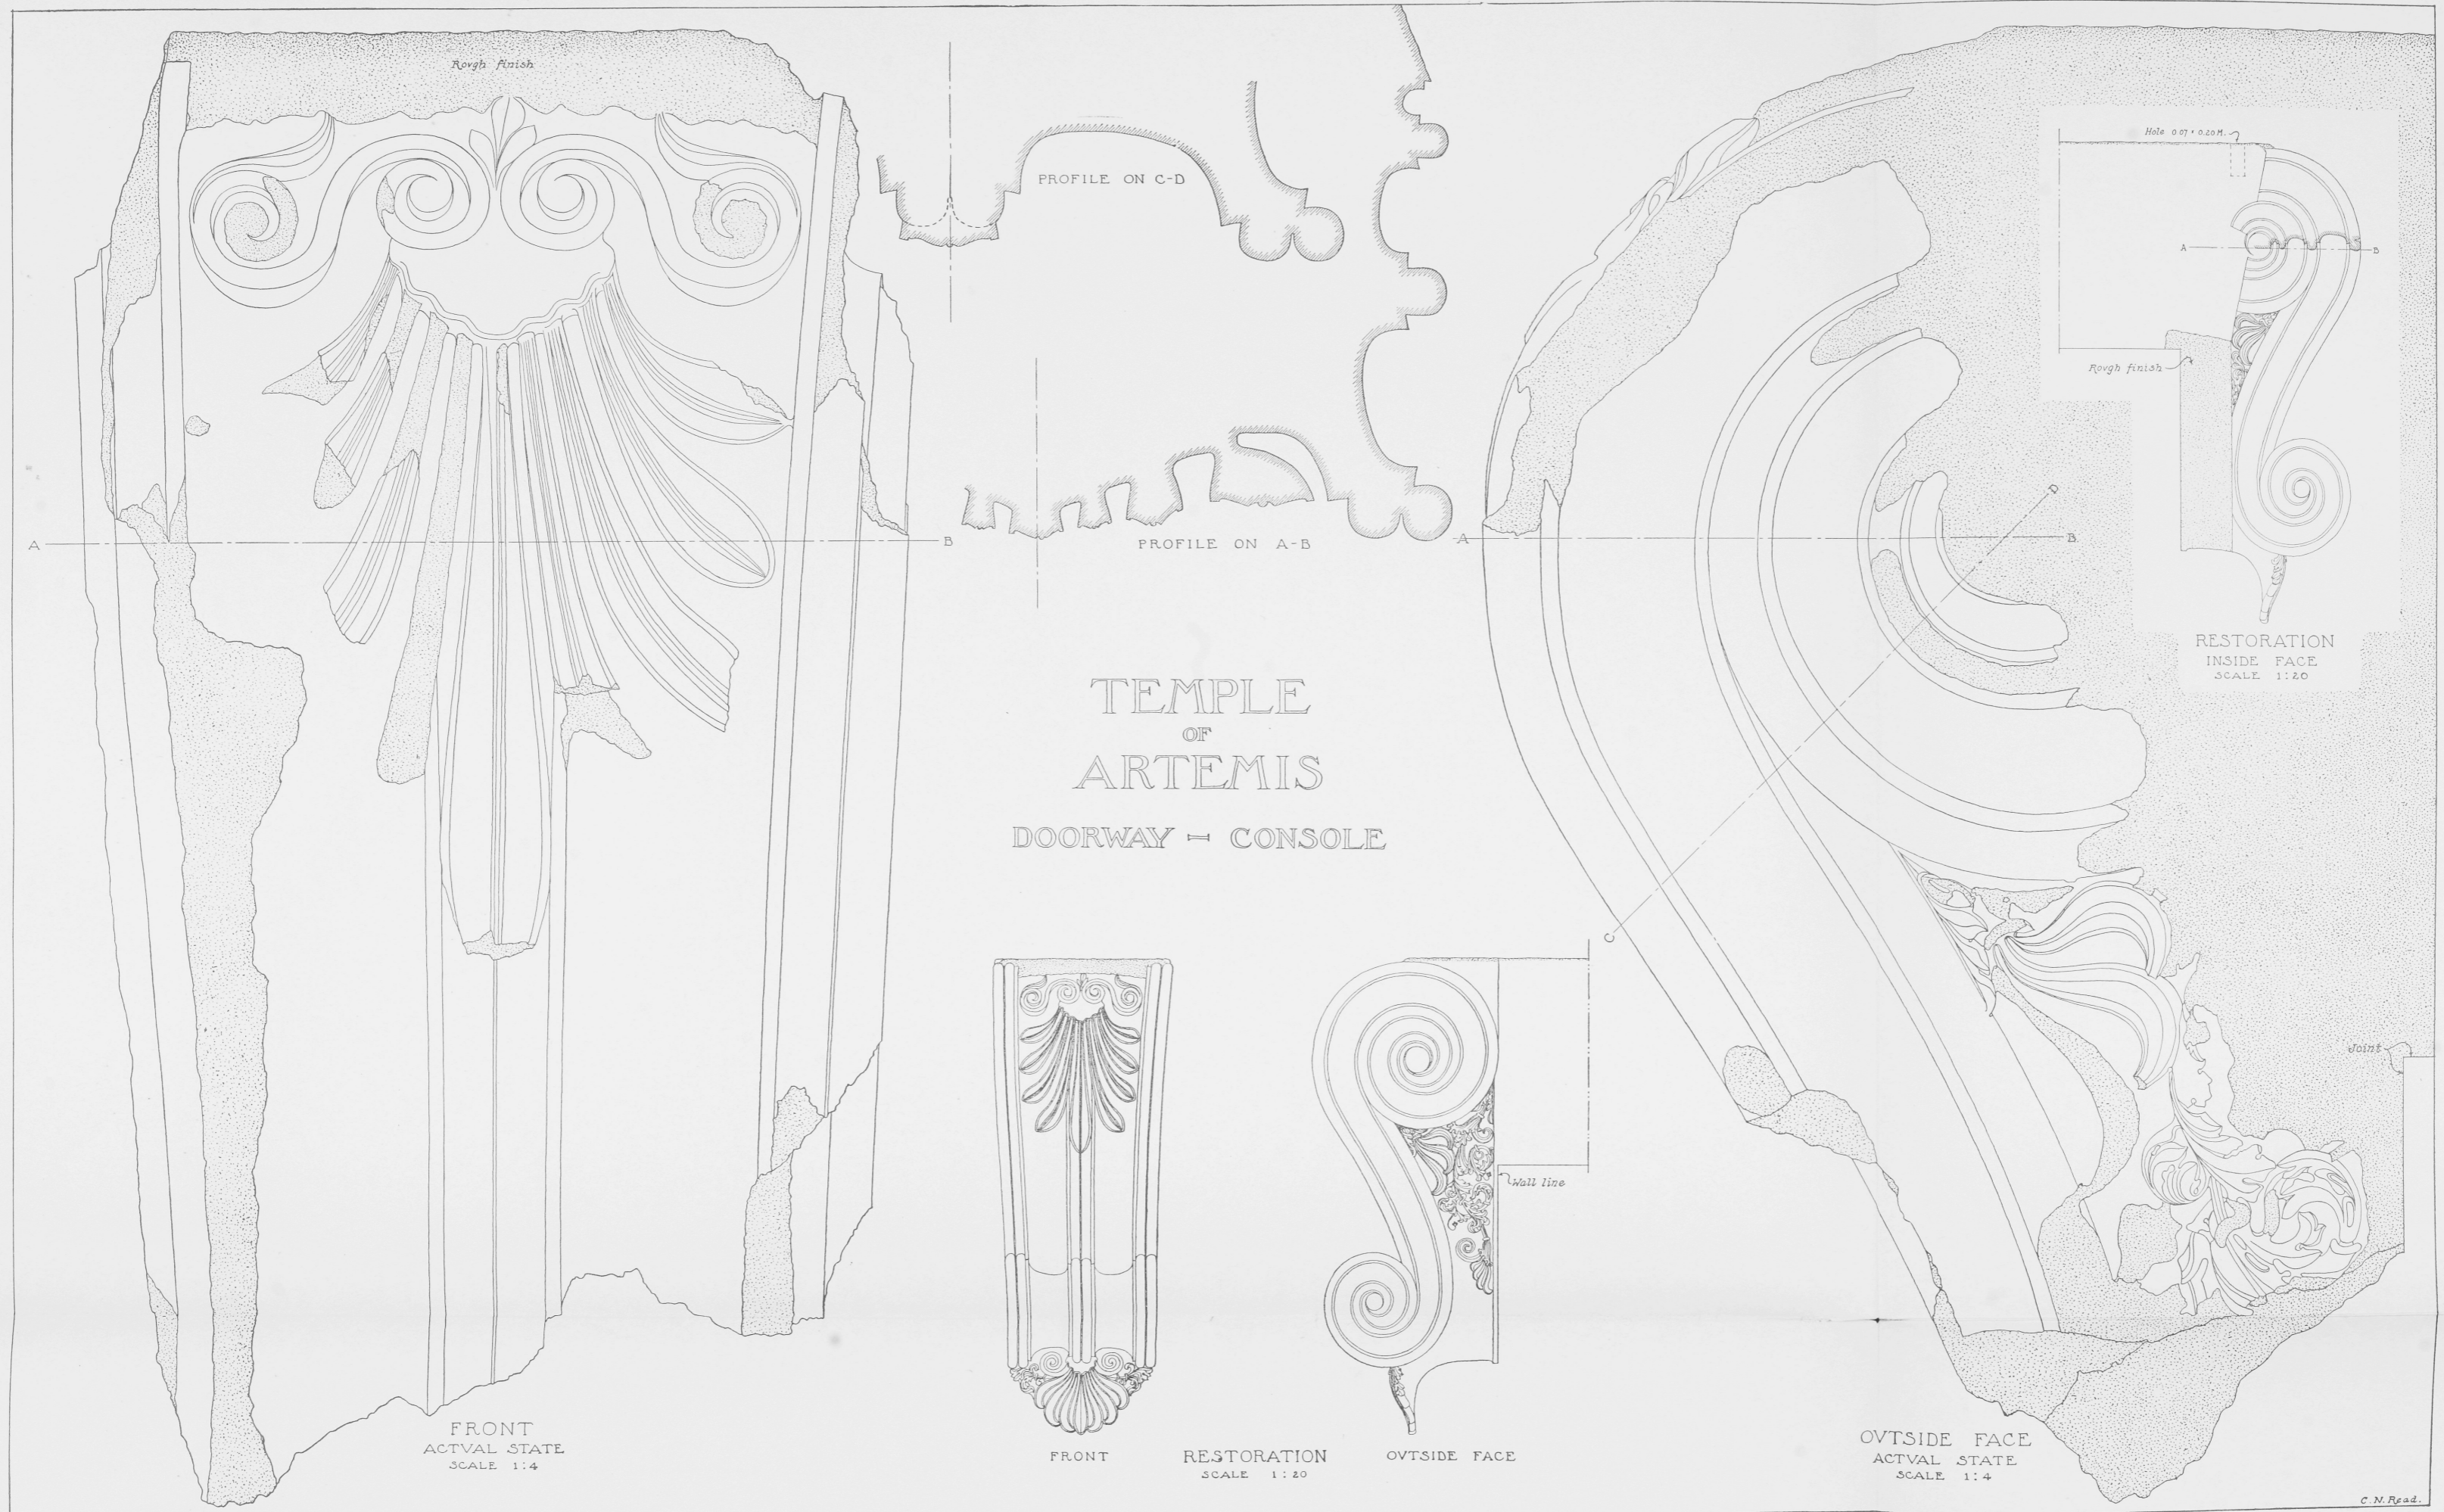 Rovgh finish
A
B
FRONT
ACTVAL STATE
SCALE 1:4
PROFILE ON C-D
PROFILE ON A-B
TEMPLE
OF
ARTEMIS
DOORWAY – CONSOLE
FRONT
RESTORATION
SCALE 1:20
OVTSIDE FACE
Wall line
A
B
C
D
Joint
OVTSIDE FACE
ACTVAL STATE
SCALE 1:4
Hole 0.07 × 0.20 M.
A
B
Rovgh finish
RESTORATION
INSIDE FACE
SCALE 1:20
C. N. Read.